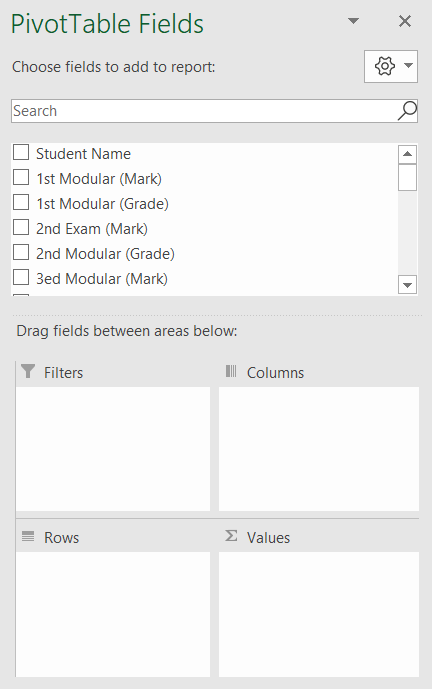 PivotTable Fields
Choose fields to add to report:
Search
Student Name
1st Modular (Mark)
1st Modular (Grade)
2nd Exam (Mark)
2nd Modular (Grade)
3ed Modular (Mark)
Drag fields between areas below:
Filters
Columns
Rows
Σ Values